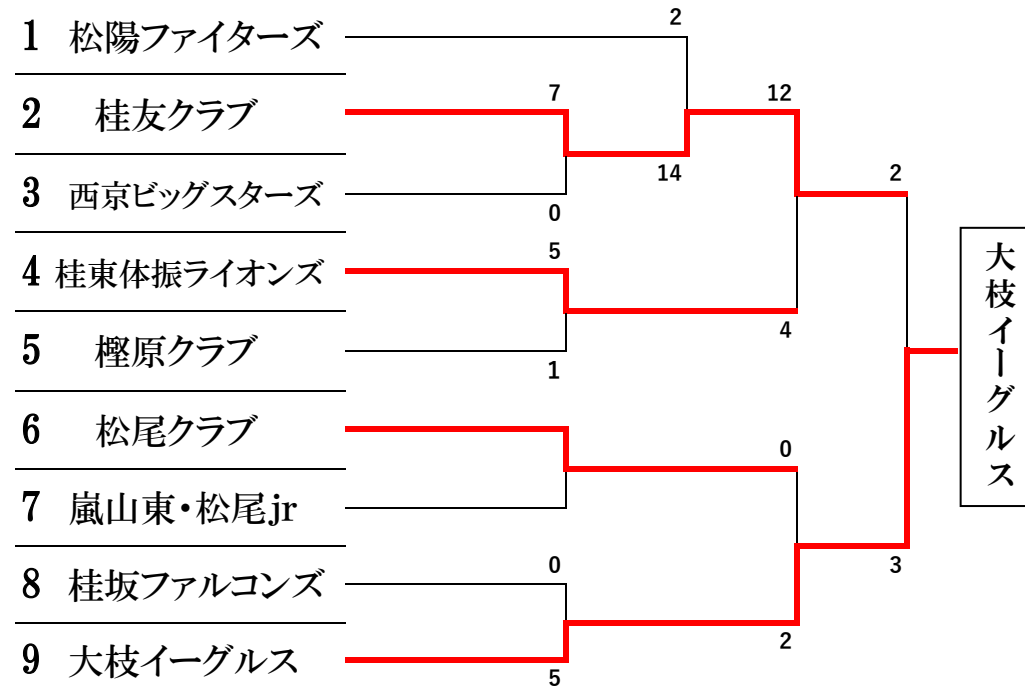 1 松陽ファイターズ
2 桂友クラブ
3 西京ビッグスターズ
4 桂東体振ライオンズ
5 樫原クラブ
6 松尾クラブ
7 嵐山東・松尾jr
8 桂坂ファルコンズ
9 大枝イーグルス
2
7
12
14
2
0
5
4
1
0
0
3
2
5
大枝イーグルス